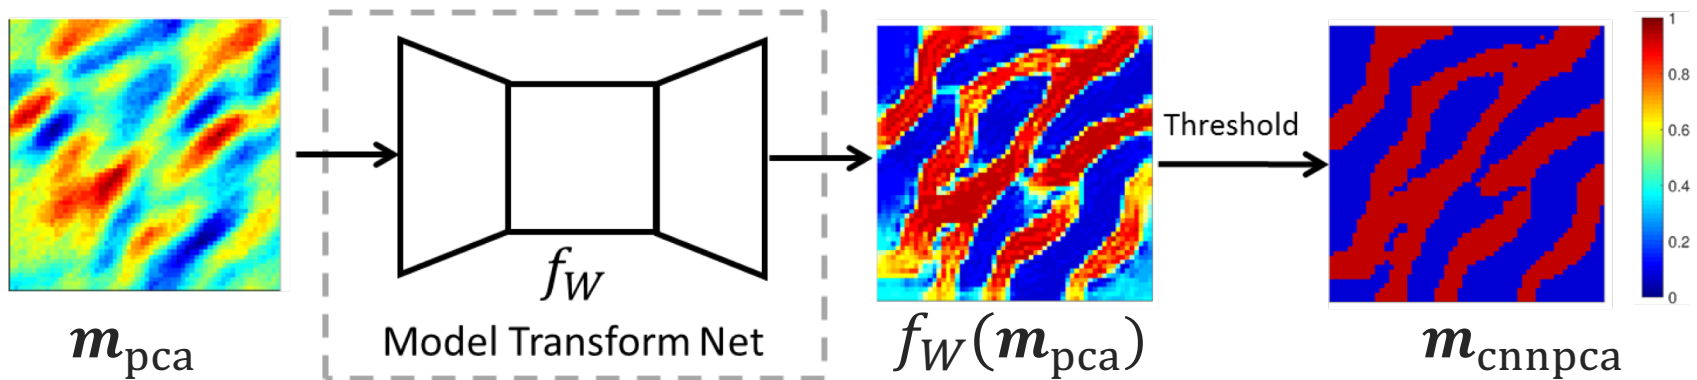 Threshold
1
0.8
0.6
0.4
0.2
0
f_W
Model Transform Net
m_pca
f_W(m_pca)
m_cnnpca